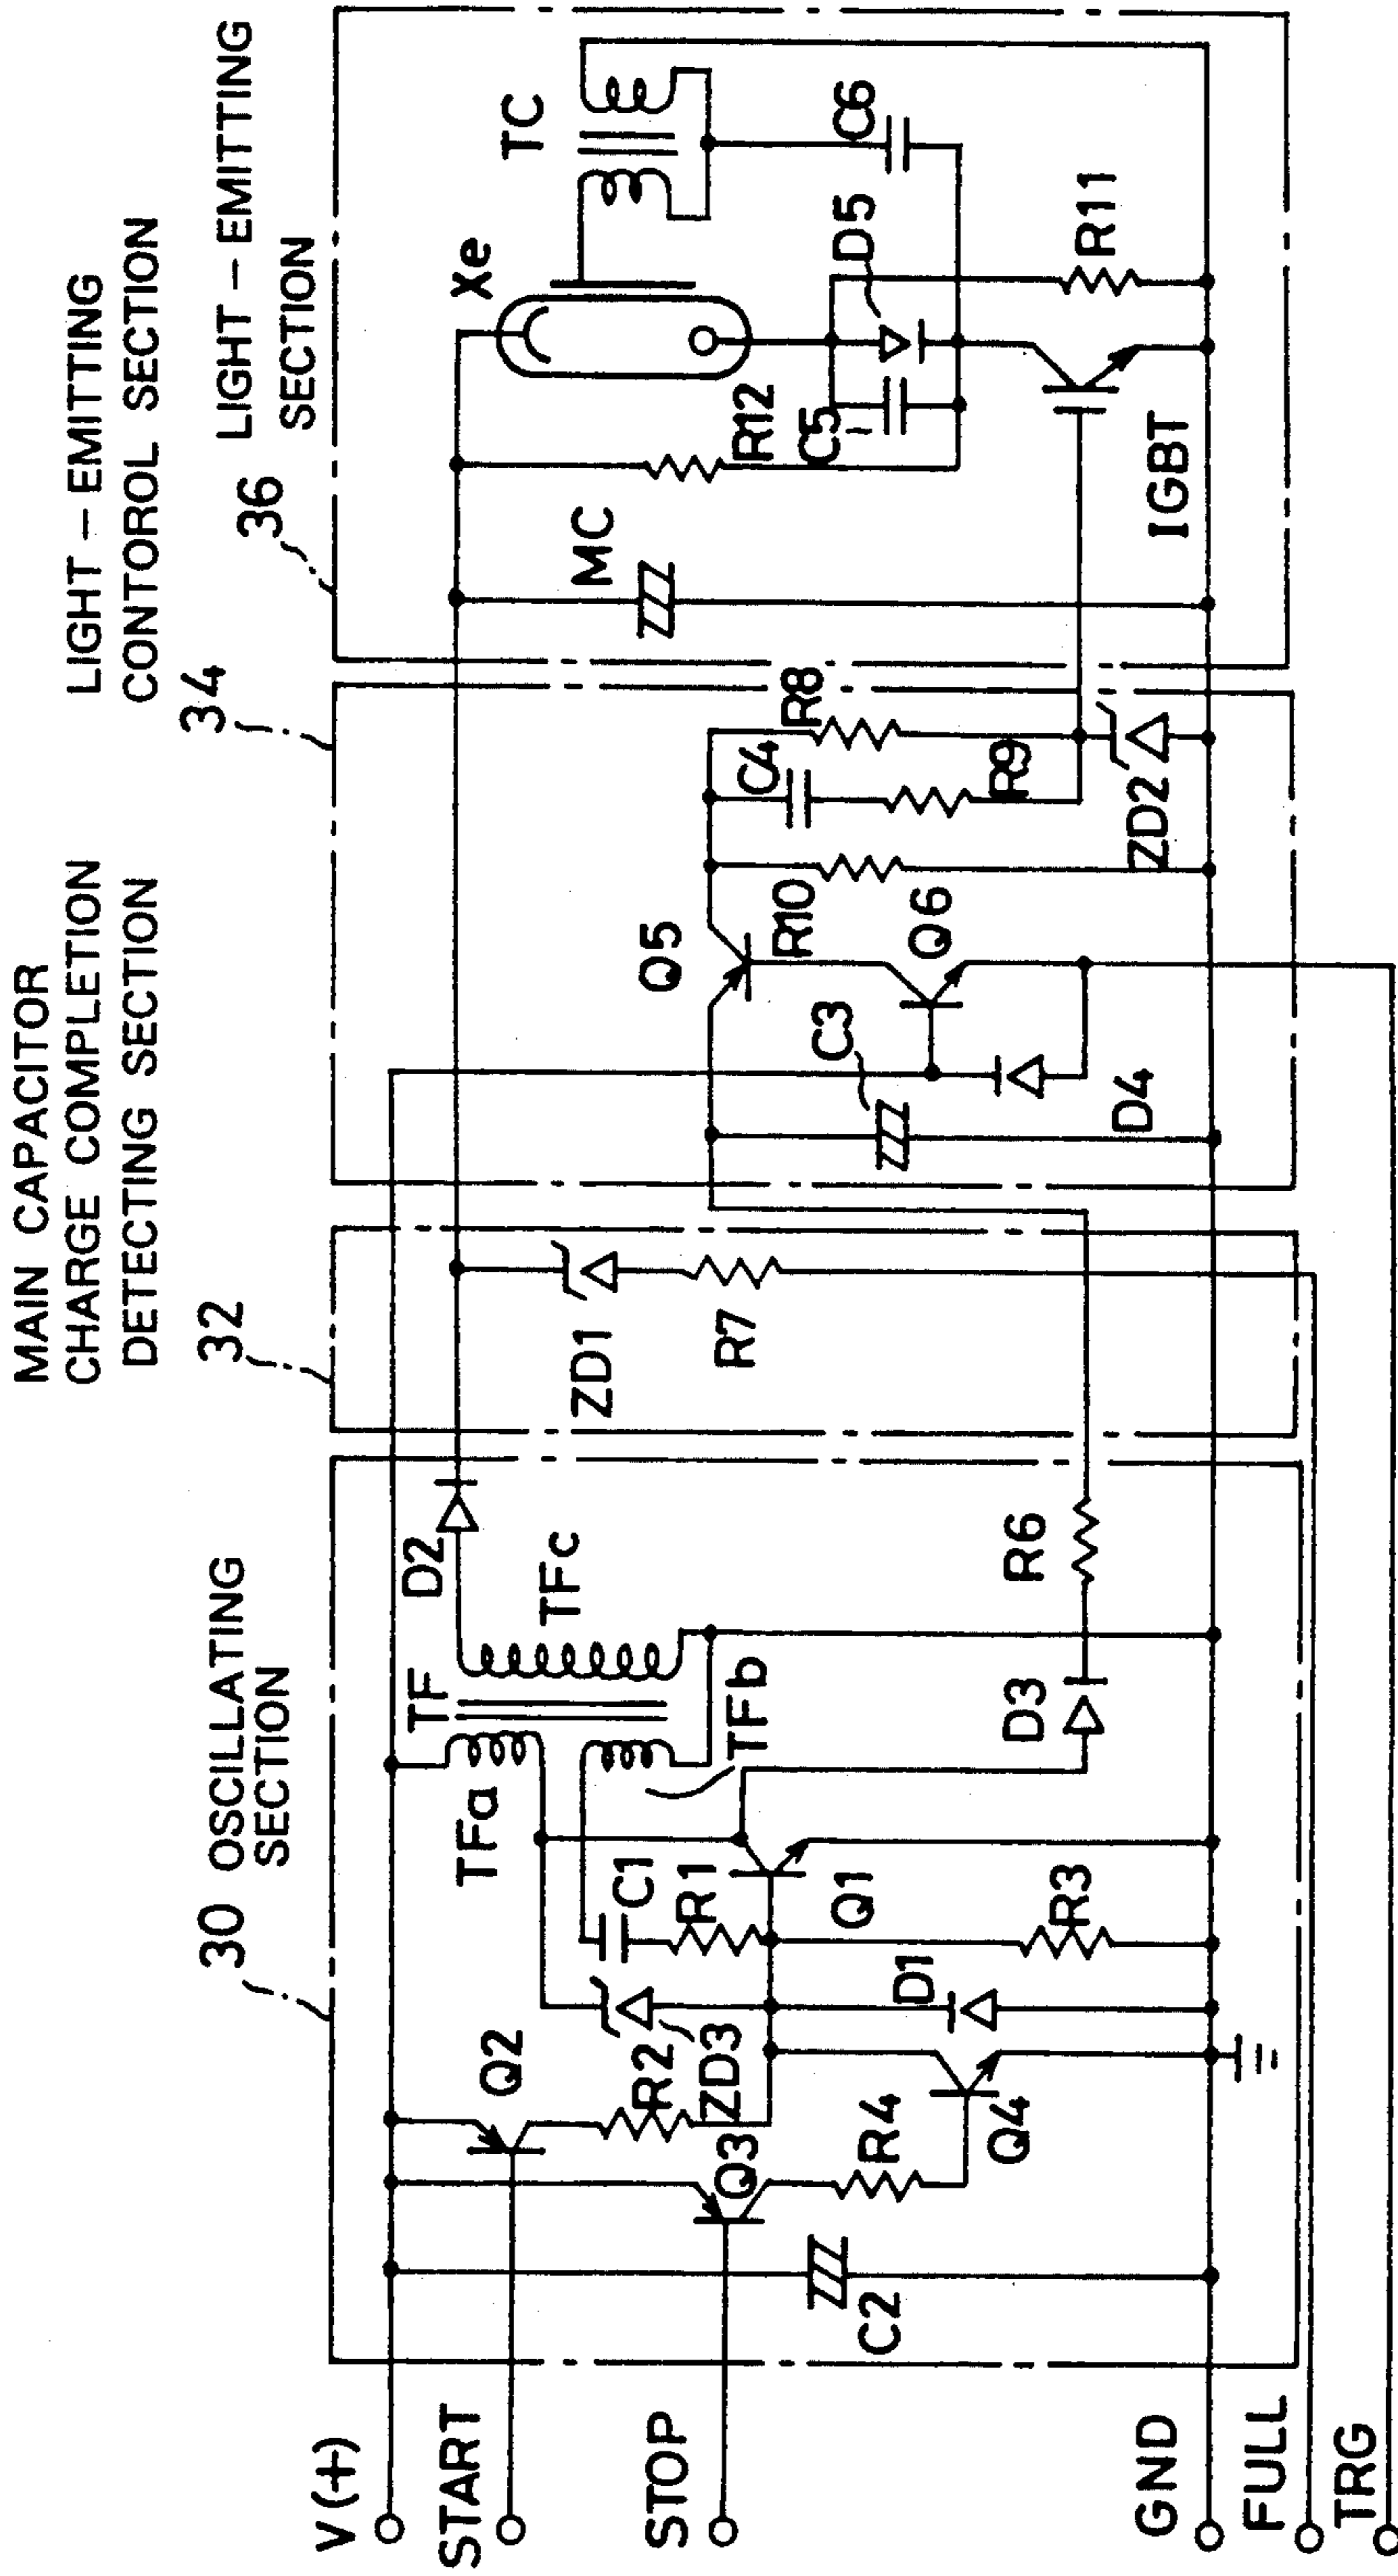 MAIN CAPACITOR
CHARGE COMPLETION
DETECTING SECTION
32
LIGHT - EMITTING
CONTOROL SECTION
34
LIGHT - EMITTING
SECTION
36
30 OSCILLATING
SECTION
V (+)
START
STOP
GND
FULL
TRG
C2
Q3
R4
Q4
Q2
R2
ZD3
D1
C1
R1
Q1
R3
TFa
TF
TFb
TFc
D2
D3
R6
ZD1
R7
C3
D4
Q5
Q6
R10
C4
R8
R9
ZD2
MC
R12
C5
IGBT
Xe
D5
TC
C6
R11